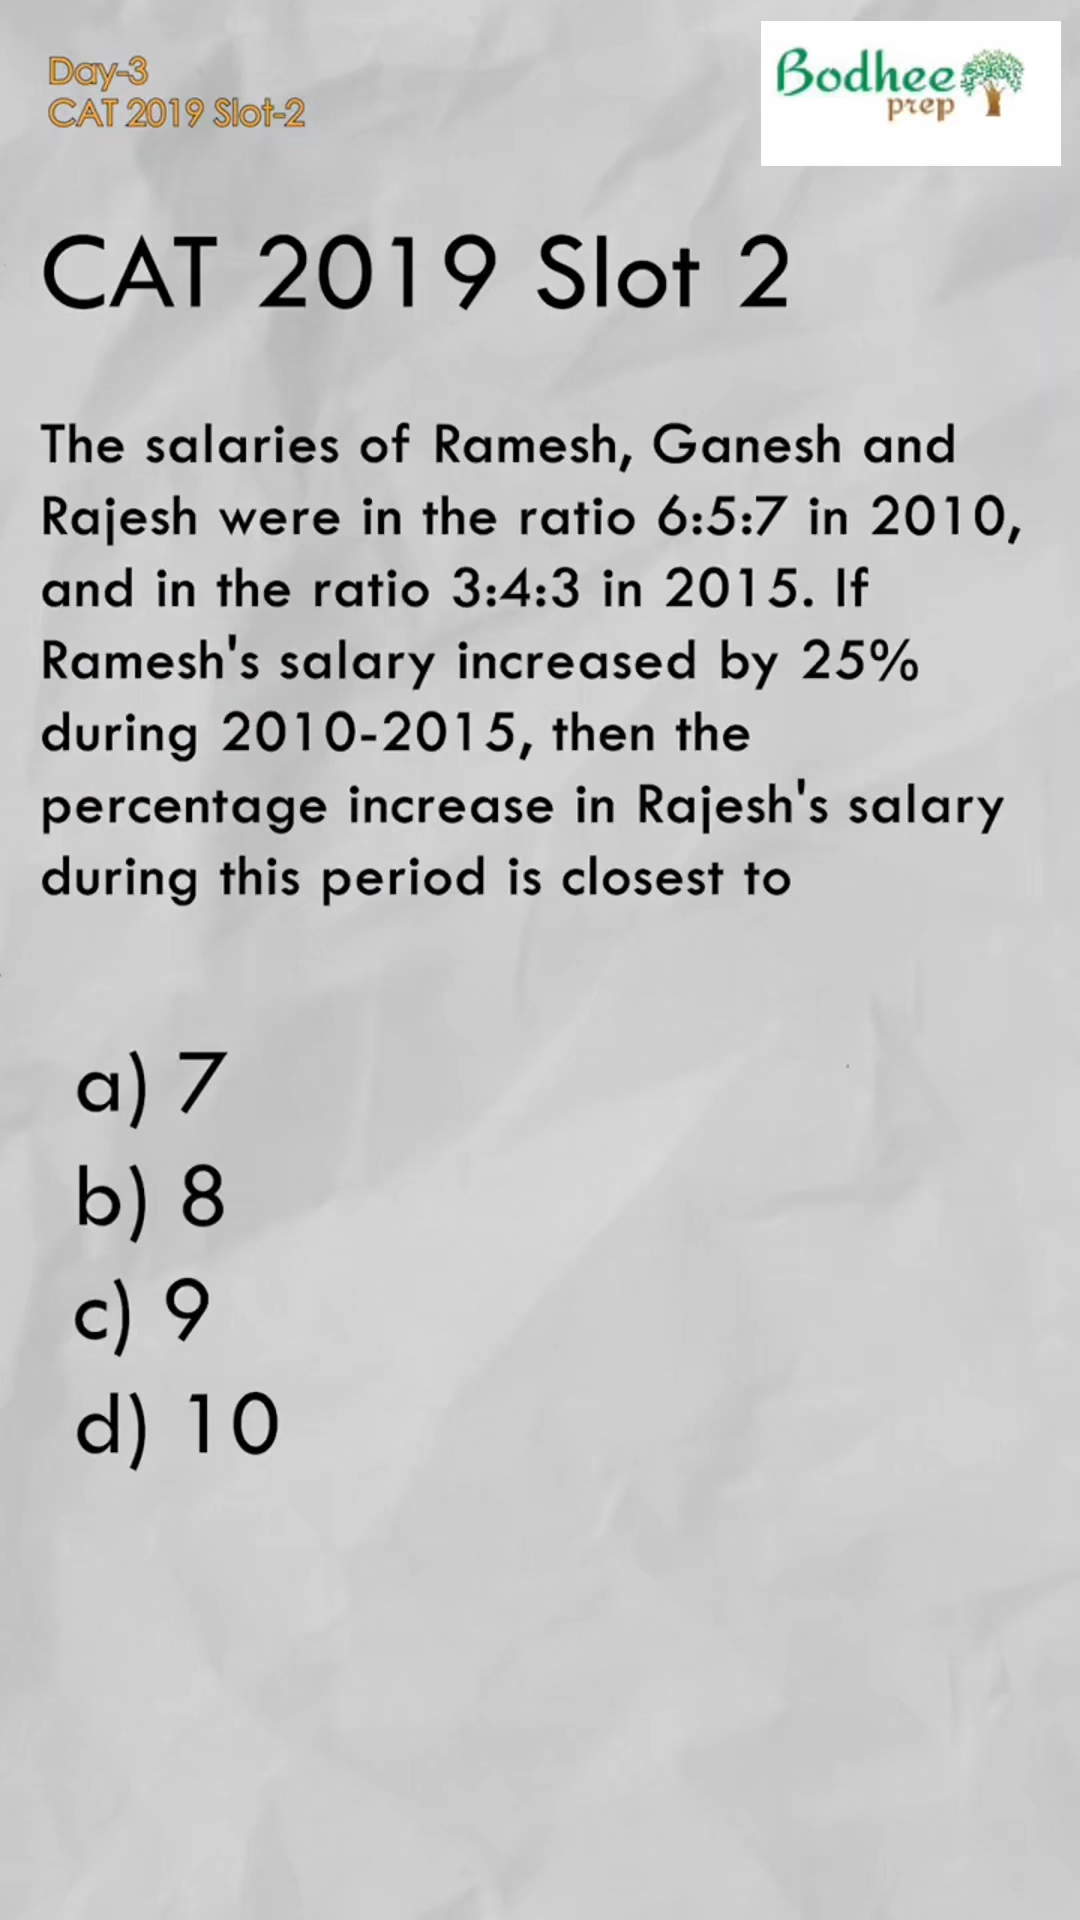 Day-3
CAT 2019 Slot-2
Bodhee
prep
CAT 2019 Slot 2
The salaries of Ramesh, Ganesh and
Rajesh were in the ratio 6:5:7 in 2010,
and in the ratio 3:4:3 in 2015. If
Ramesh's salary increased by 25%
during 2010-2015, then the
percentage increase in Rajesh's salary
during this period is closest to
a) 7
b) 8
c) 9
d) 10